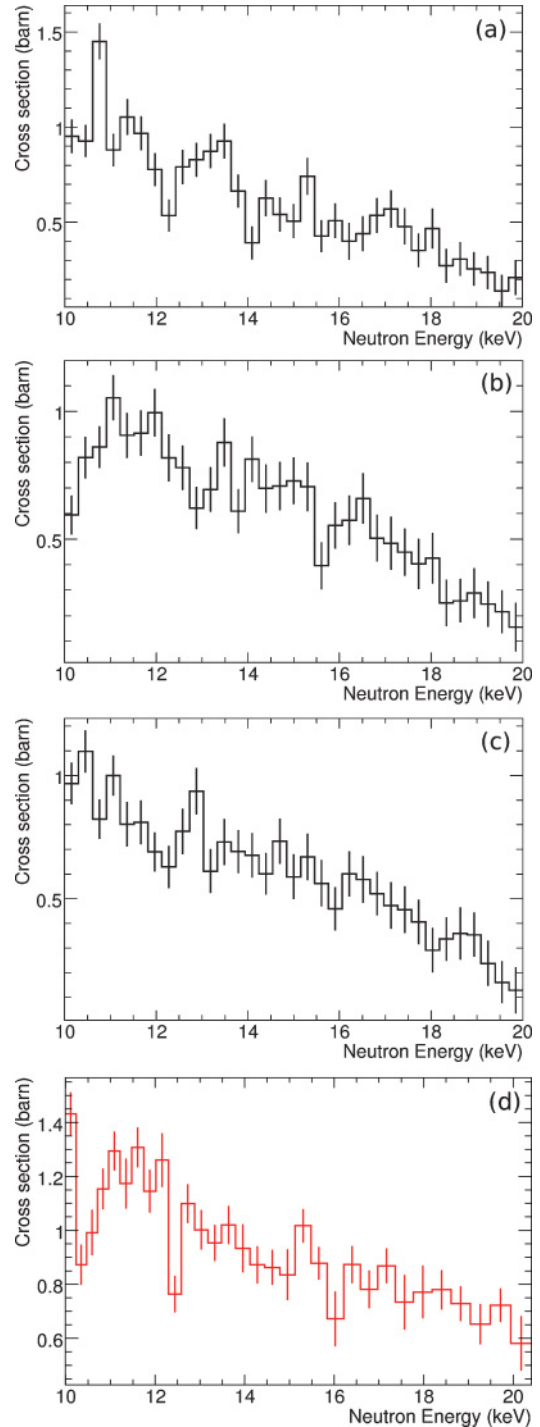 (a)
Cross section (barn)
1.5
1
0.5
10 12 14 16 18 20
Neutron Energy (keV)
(b)
Cross section (barn)
1
0.5
10 12 14 16 18 20
Neutron Energy (keV)
(c)
Cross section (barn)
1
0.5
10 12 14 16 18 20
Neutron Energy (keV)
(d)
Cross section (barn)
1.4
1.2
1
0.8
0.6
10 12 14 16 18 20
Neutron Energy (keV)